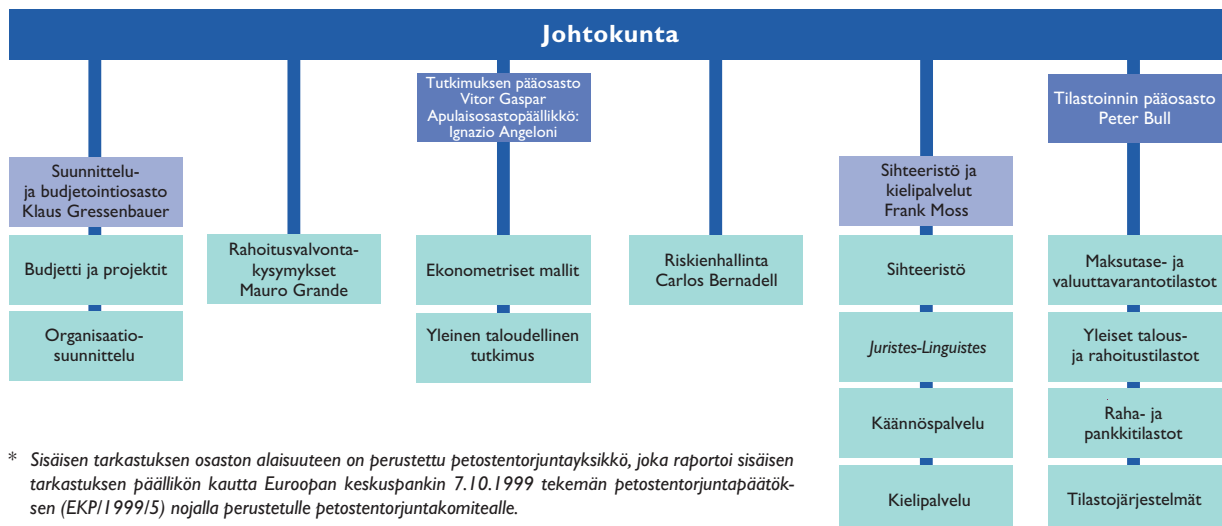 Johtokunta
Suunnittelu-
ja budjetointiosasto
Klaus Gressenbauer
Budjetti ja projektit
Organisaatio-
suunnittelu
Rahoitusvalvonta-
kysymykset
Mauro Grande
Tutkimuksen pääosasto
Vitor Gaspar
Apulaisosastopäällikkö:
Ignazio Angeloni
Ekonometriset mallit
Yleinen taloudellinen
tutkimus
Riskienhallinta
Carlos Bernadell
Sihteeristö ja
kielipalvelut
Frank Moss
Sihteeristö
Juristes-Linguistes
Käännöspalvelu
Kielipalvelu
Tilastoinnin pääosasto
Peter Bull
Maksutase- ja
valuuttavarantotilastot
Yleiset talous-
ja rahoitustilastot
Raha- ja
pankkitilastot
Tilastojärjestelmät
* Sisäisen tarkastuksen osaston alaisuuteen on perustettu petostentorjuntayksikkö, joka raportoi sisäisen
tarkastuksen päällikön kautta Euroopan keskuspankin 7.10.1999 tekemän petostentorjuntapäätök-
sen (EKP/1999/5) nojalla perustetulle petostentorjuntakomitealle.